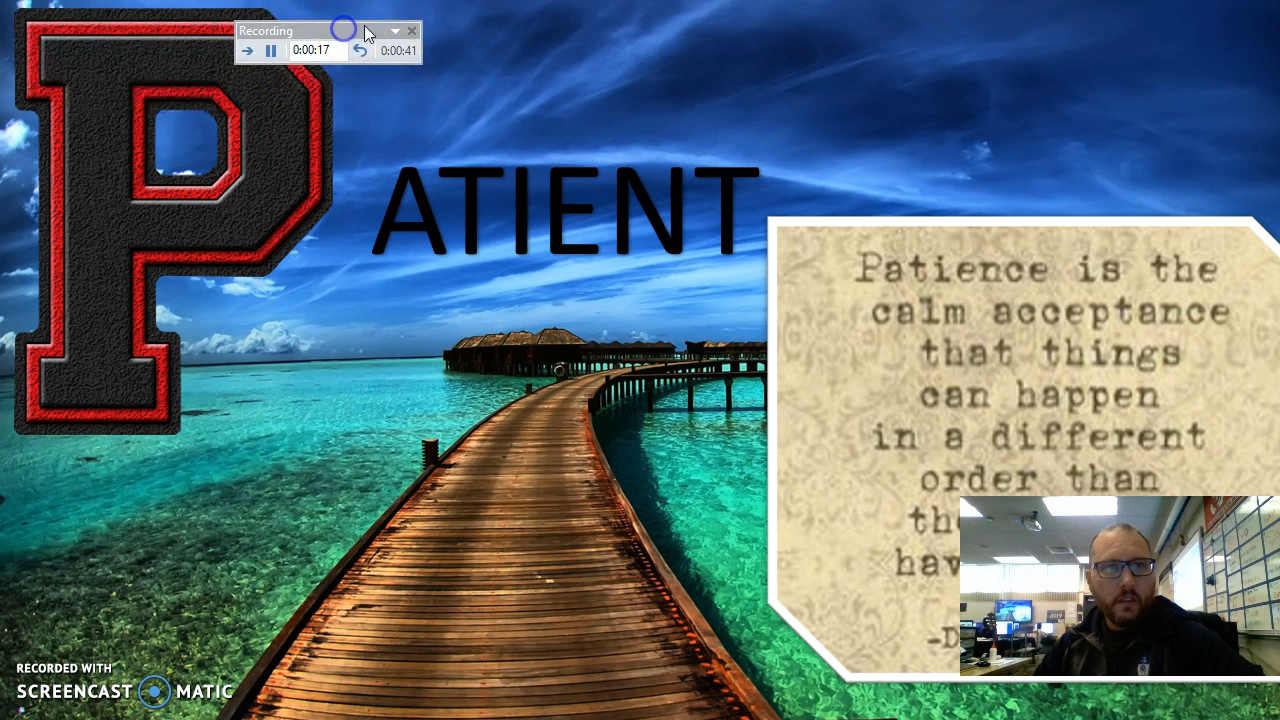 Recording
0:00:17
0:00:41
P
ATIENT
Patience is the
calm acceptance
that things
can happen
in a different
order than
RECORDED WITH
SCREENCAST MATIC